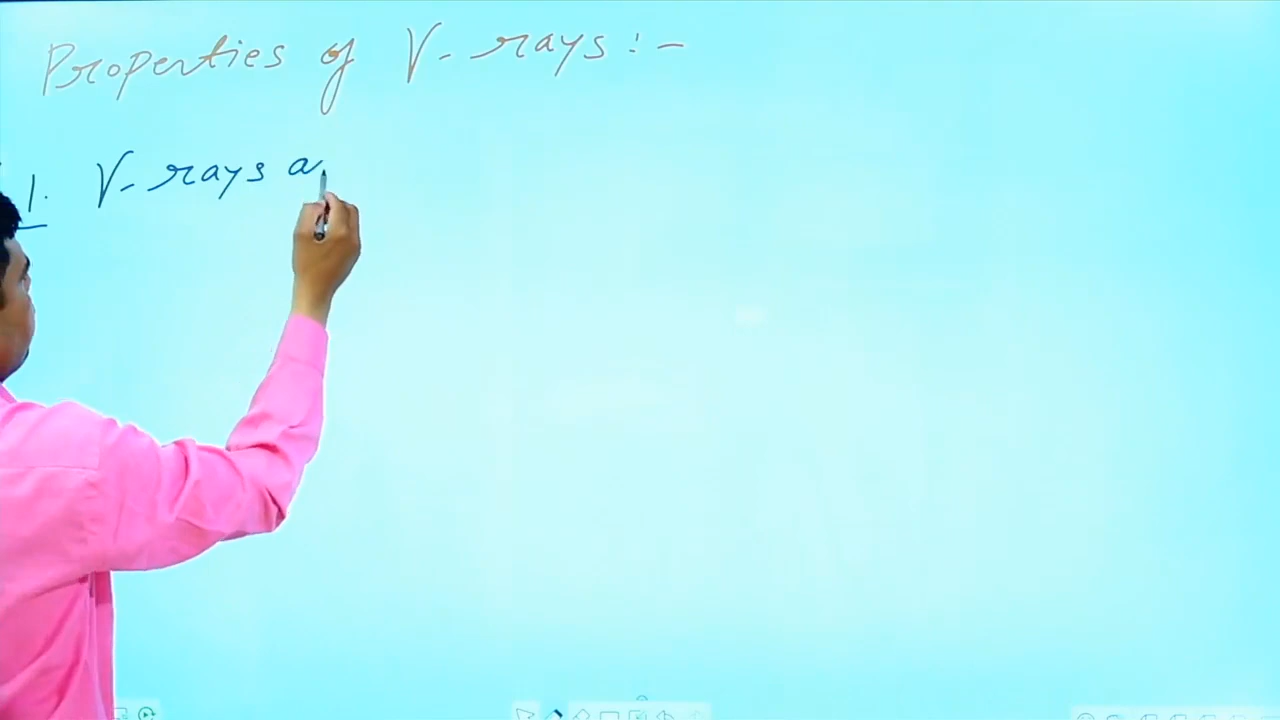 Properties of γ-rays:-
1. γ-rays a